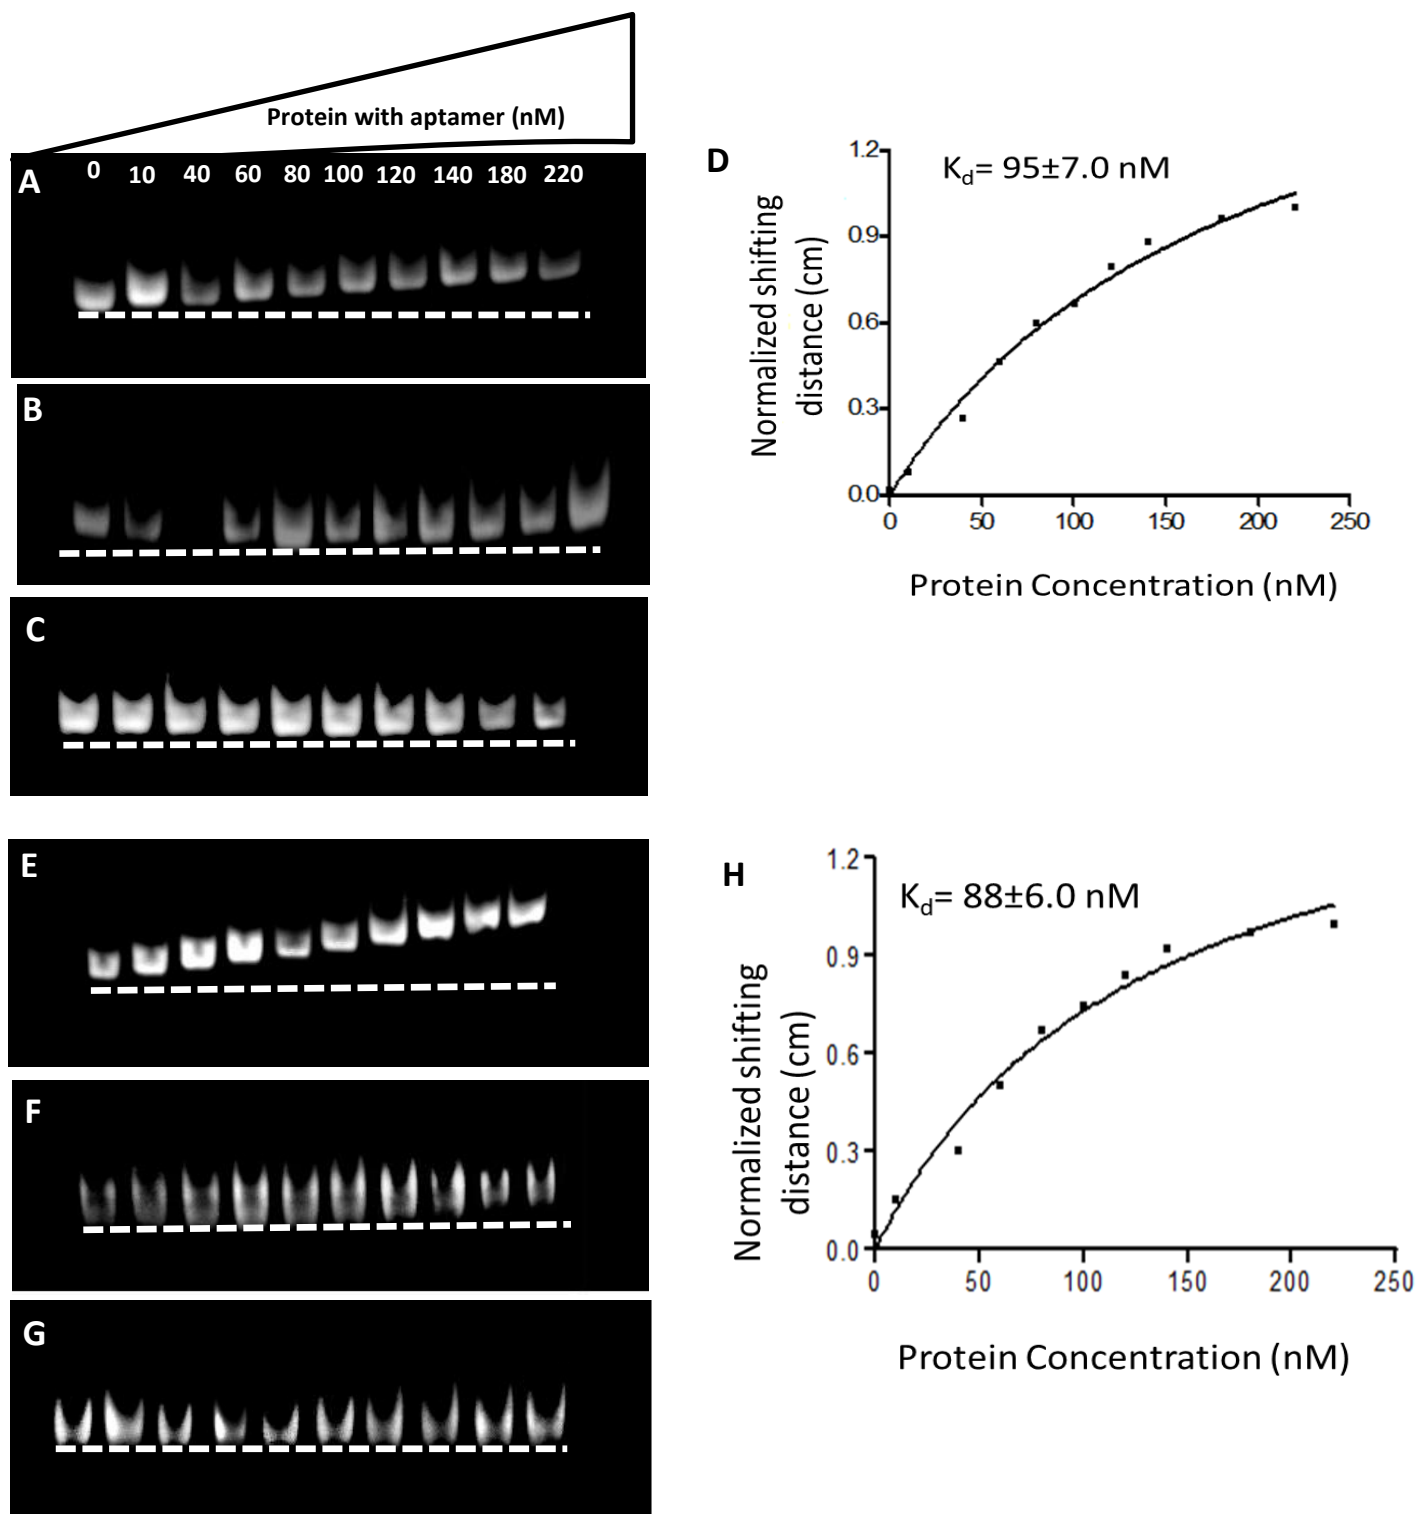 Protein with aptamer (nM)
A
0 10 40 60 80 100 120 140 180 220
B
C
D
Kd= 95±7.0 nM
Normalized shifting
distance (cm)
1.2
0.9
0.6
0.3
0.0
0 50 100 150 200 250
Protein Concentration (nM)
E
F
G
H
Kd= 88±6.0 nM
Normalized shifting
distance (cm)
1.2
0.9
0.6
0.3
0.0
0 50 100 150 200 250
Protein Concentration (nM)